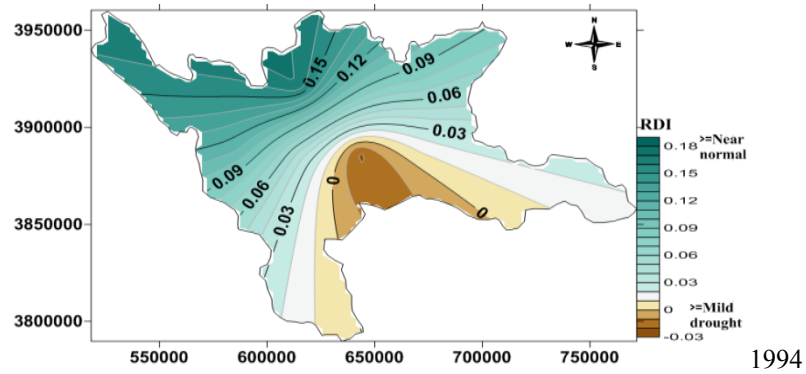 3950000
3900000
3850000
3800000
550000 600000 650000 700000 750000
N
W E
S
0.15
0.12
0.09
0.06
0.03
0.09
0.06
0.03
0
0
RDI
0.18 >=Near
normal
0.15
0.12
0.09
0.06
0.03
0 >=Mild
drought
-0.03
1994